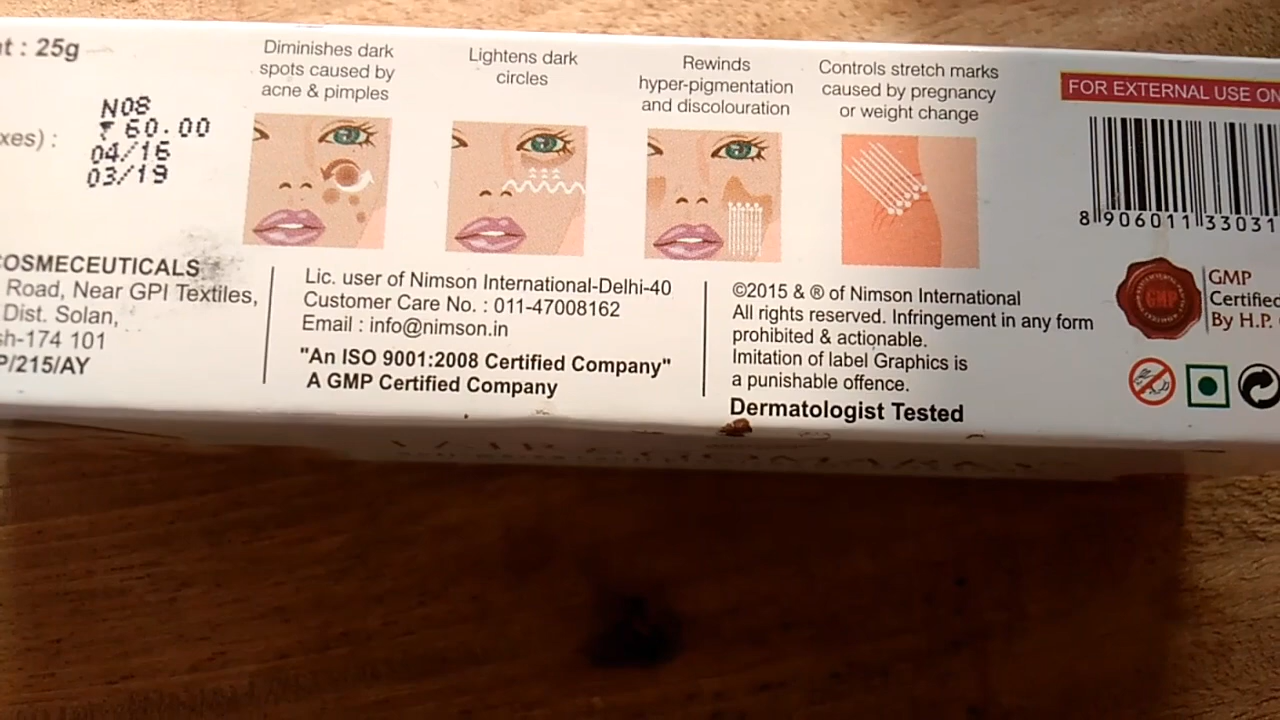 t : 25g
xes) :
N08
₹ 60.00
04/16
03/19
Diminishes dark
spots caused by
acne & pimples
Lightens dark
circles
Rewinds
hyper-pigmentation
and discolouration
Controls stretch marks
caused by pregnancy
or weight change
FOR EXTERNAL USE ON
8 906011 33031
OSMECEUTICALS
Road, Near GPI Textiles,
Dist. Solan,
sh-174 101
P/215/AY
Lic. user of Nimson International-Delhi-40
Customer Care No. : 011-47008162
Email : info@nimson.in
"An ISO 9001:2008 Certified Company"
A GMP Certified Company
©2015 & ® of Nimson International
All rights reserved. Infringement in any form
prohibited & actionable.
Imitation of label Graphics is
a punishable offence.
Dermatologist Tested
GMP
GMP
Certified
By H.P.